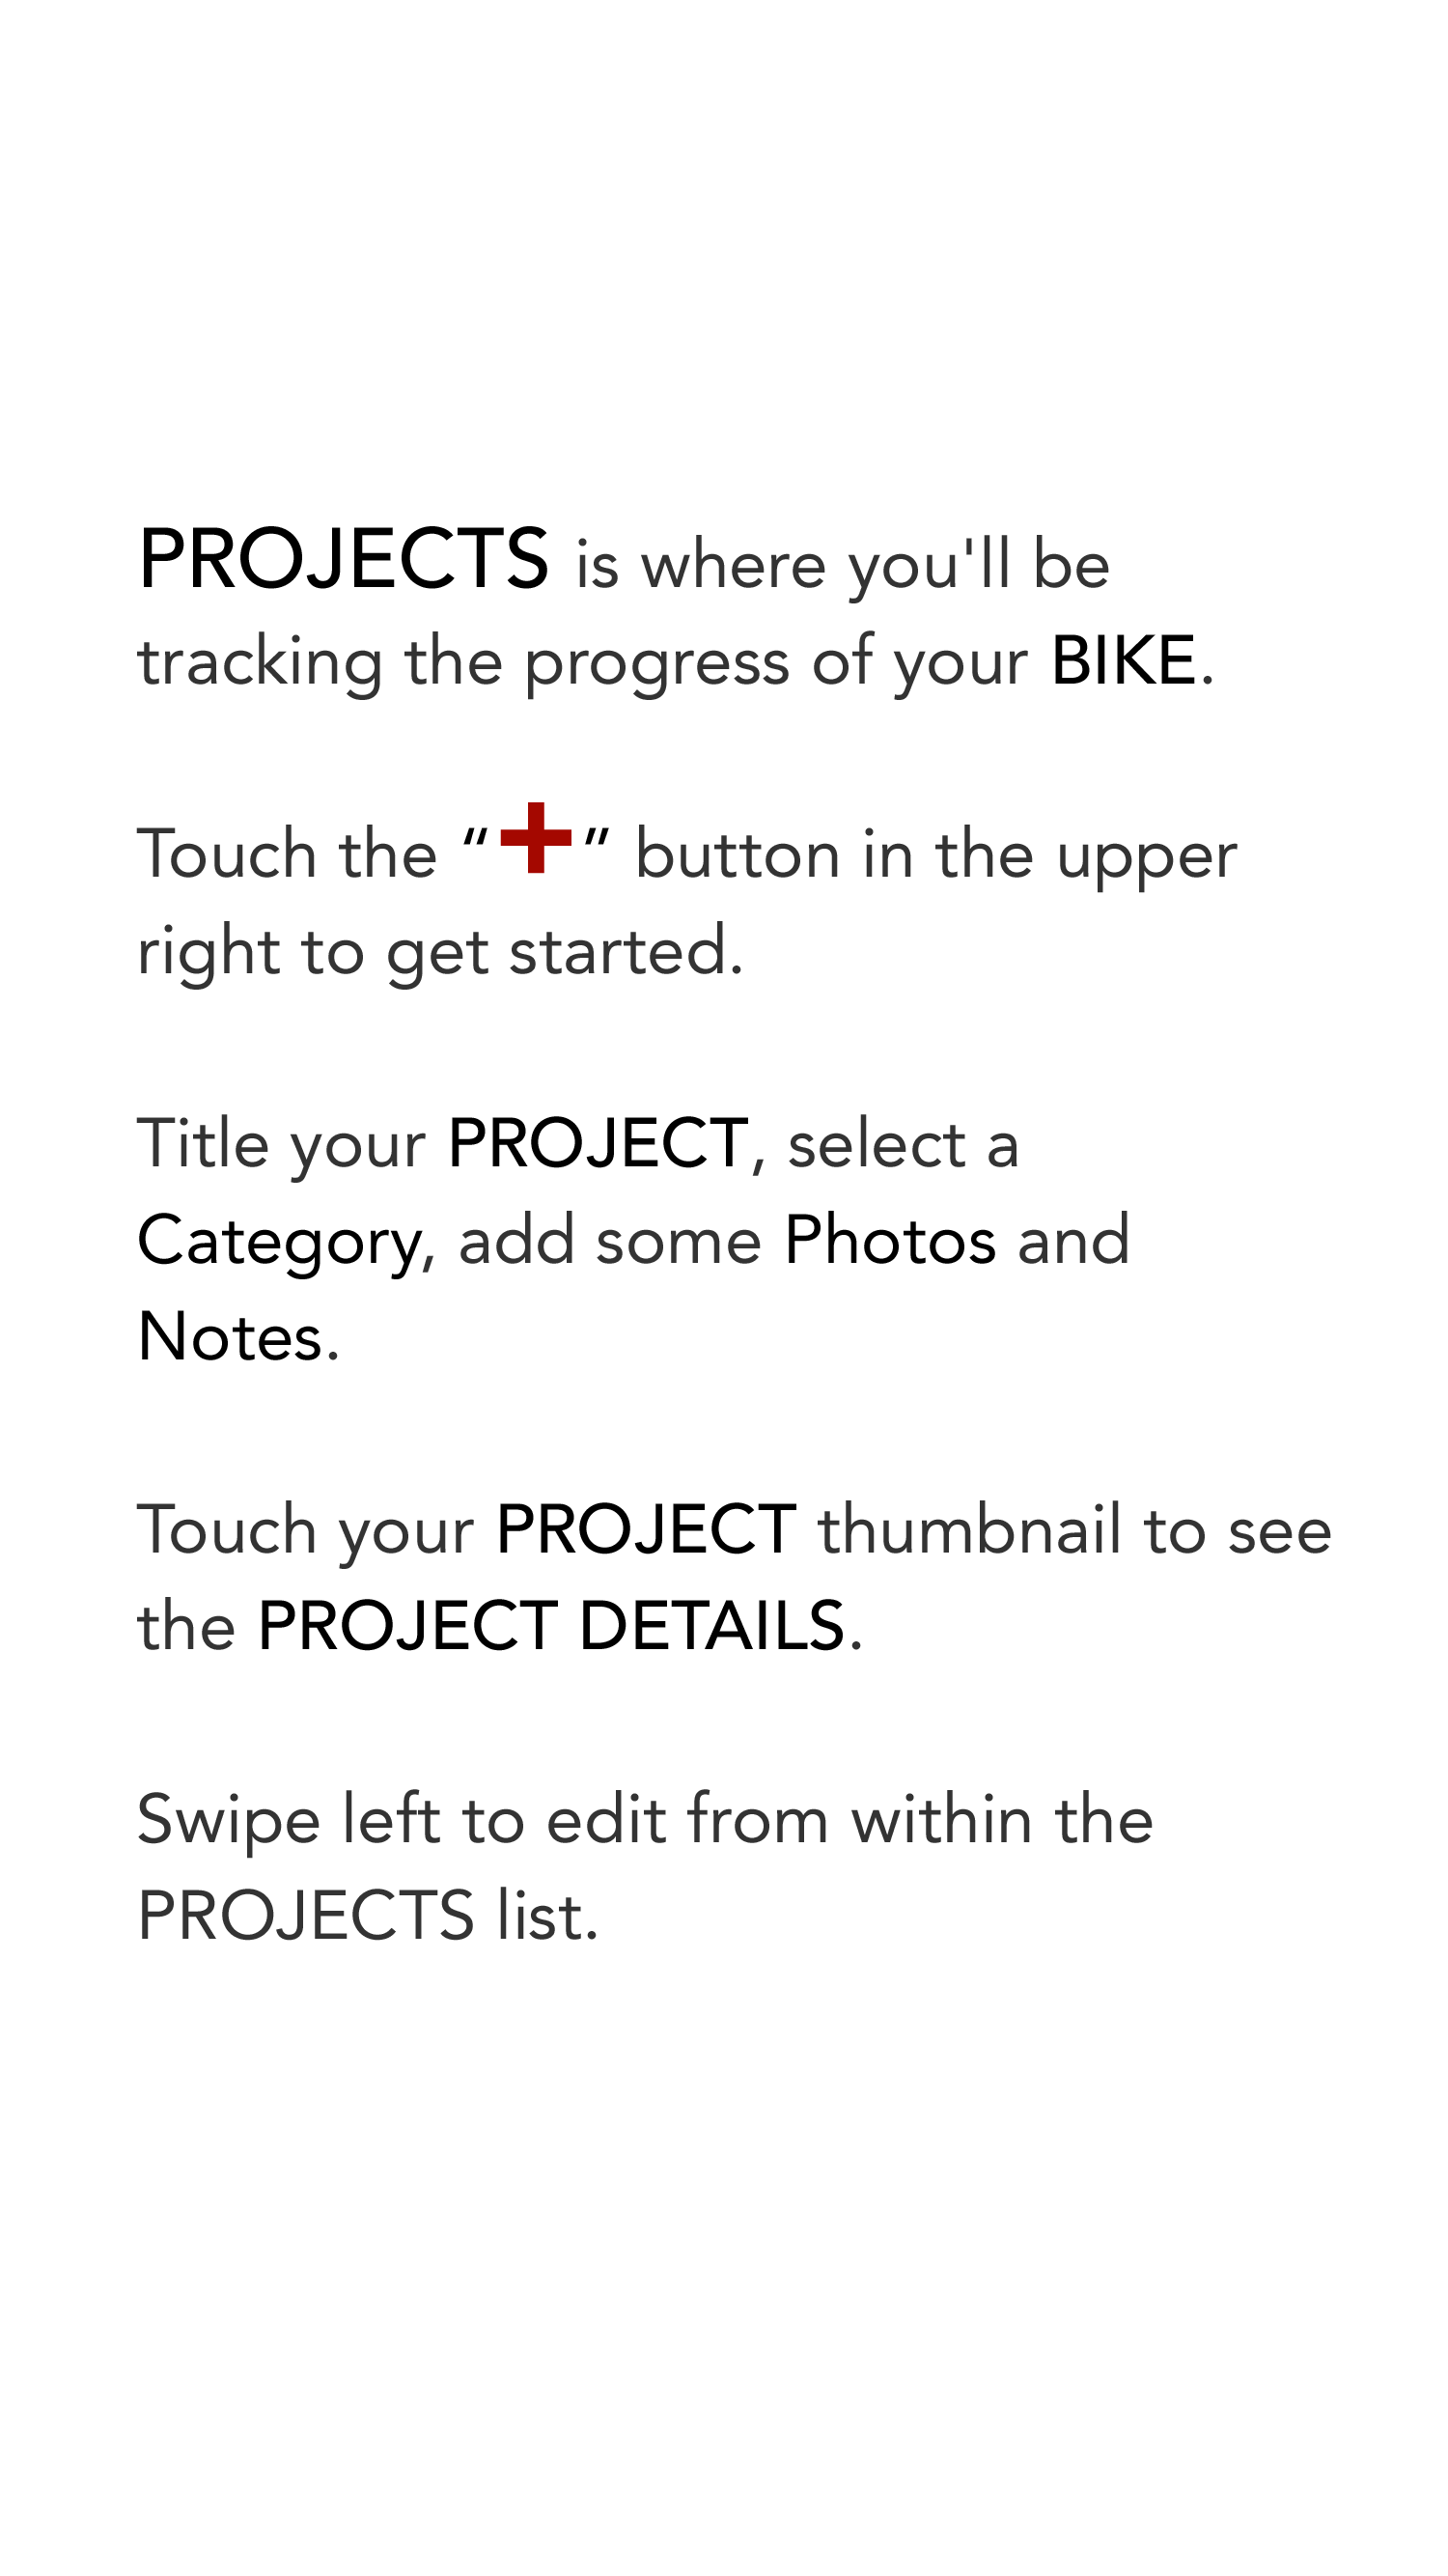 PROJECTS is where you'll be
tracking the progress of your BIKE.
Touch the “+” button in the upper
right to get started.
Title your PROJECT, select a
Category, add some Photos and
Notes.
Touch your PROJECT thumbnail to see
the PROJECT DETAILS.
Swipe left to edit from within the
PROJECTS list.